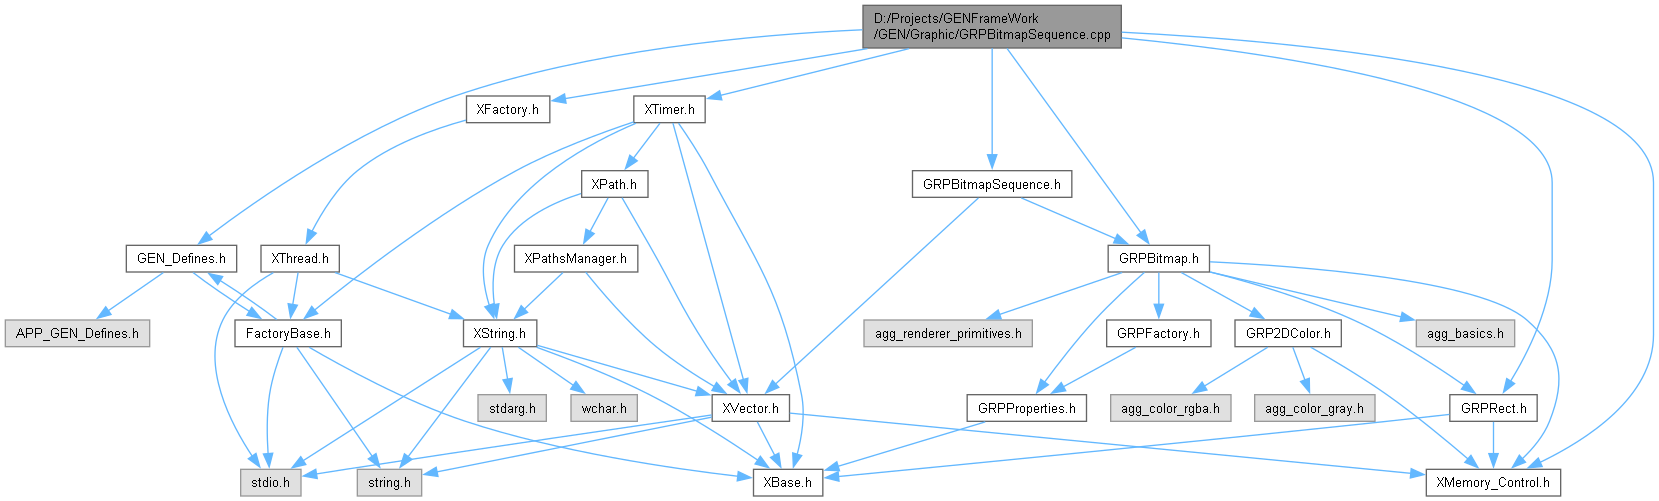 D:/Projects/GENFrameWork
/GEN/Graphic/GRPBitmapSequence.cpp
XFactory.h
XTimer.h
XPath.h
GRPBitmapSequence.h
GEN_Defines.h
XThread.h
XPathsManager.h
GRPBitmap.h
APP_GEN_Defines.h
FactoryBase.h
XString.h
agg_renderer_primitives.h
GRPFactory.h
GRP2DColor.h
agg_basics.h
stdarg.h
wchar.h
XVector.h
GRPProperties.h
agg_color_rgba.h
agg_color_gray.h
GRPRect.h
stdio.h
string.h
XBase.h
XMemory_Control.h